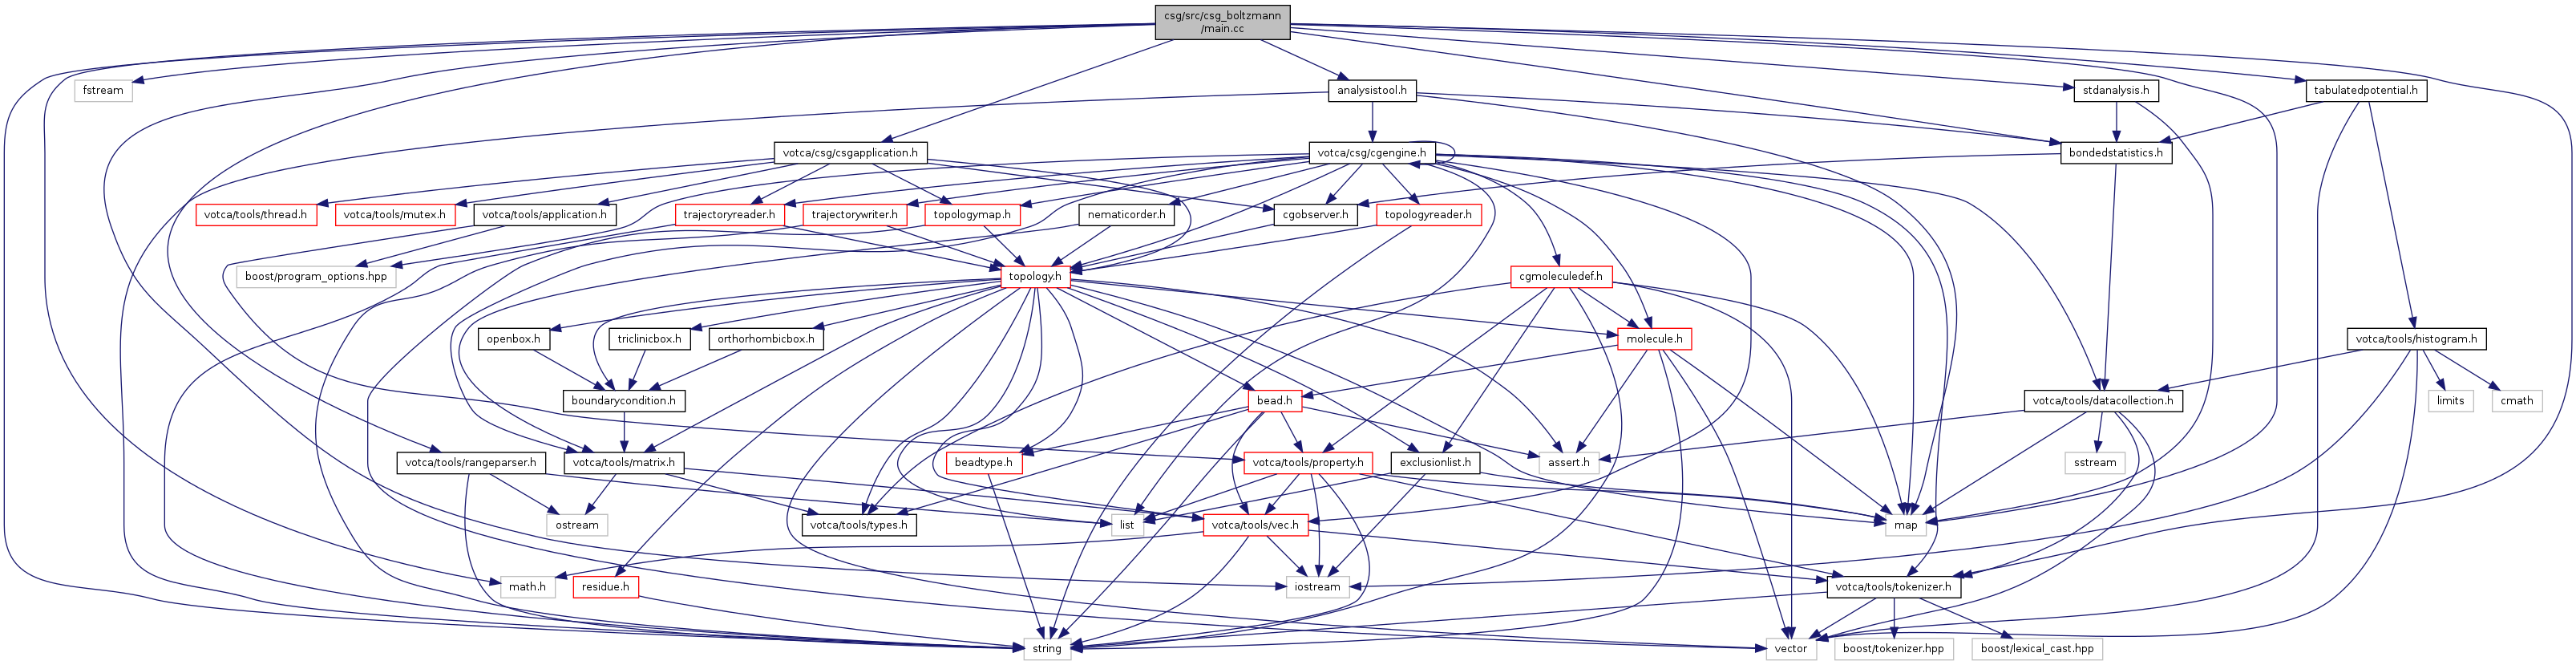 csg/src/csg_boltzmann
/main.cc
fstream
analysistool.h
stdanalysis.h
tabulatedpotential.h
votca/csg/csgapplication.h
votca/csg/cgengine.h
bondedstatistics.h
votca/tools/thread.h
votca/tools/mutex.h
votca/tools/application.h
trajectoryreader.h
trajectorywriter.h
topologymap.h
nematicorder.h
cgobserver.h
topologyreader.h
boost/program_options.hpp
topology.h
cgmoleculedef.h
openbox.h
triclinicbox.h
orthorhombicbox.h
molecule.h
votca/tools/histogram.h
boundarycondition.h
bead.h
votca/tools/datacollection.h
limits
cmath
votca/tools/rangeparser.h
votca/tools/matrix.h
beadtype.h
votca/tools/property.h
exclusionlist.h
assert.h
sstream
ostream
votca/tools/types.h
list
votca/tools/vec.h
map
math.h
residue.h
iostream
votca/tools/tokenizer.h
string
vector
boost/tokenizer.hpp
boost/lexical_cast.hpp